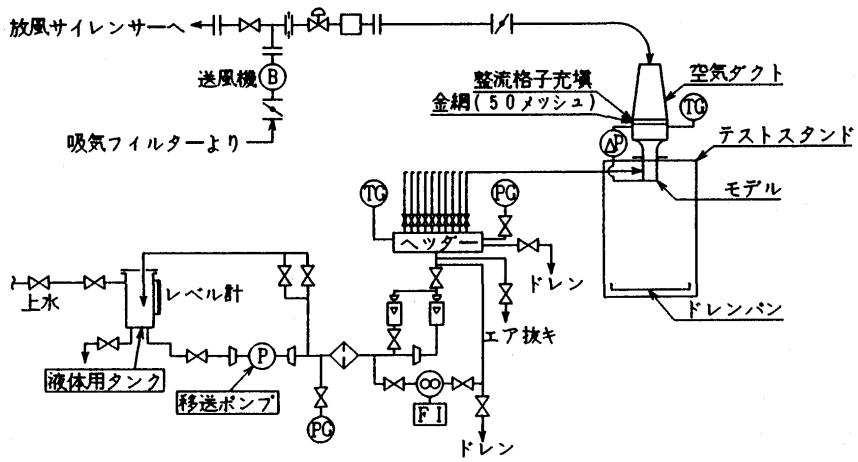 放風サイレンサーへ
送風機
B
吸気フィルターより
整流格子充填
金網(50メッシュ)
空気ダクト
TG
ΔP
テストスタンド
モデル
TG
PG
ヘッダー
ドレン
上水
レベル計
エア抜キ
ドレンパン
液体用タンク
P
移送ポンプ
PG
FI
ドレン